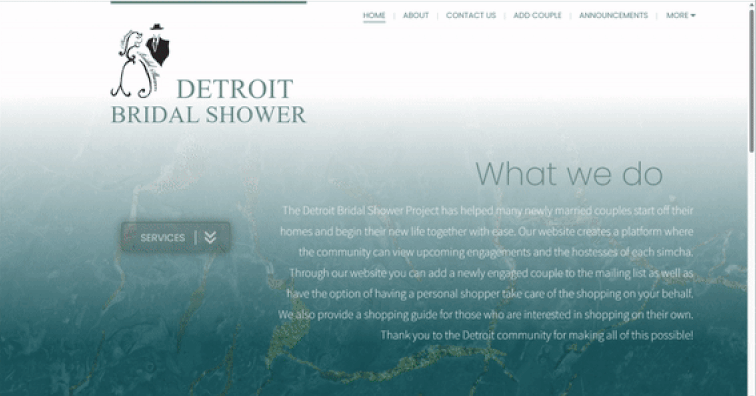 HOME | ABOUT | CONTACT US | ADD COUPLE | ANNOUNCEMENTS | MORE
DETROIT
BRIDAL SHOWER
What we do
The Detroit Bridal Shower Project has helped many newly married couples start off their
homes and begin their new life together with ease. Our website creates a platform where
the community can view upcoming engagements and the hostesses of each simcha.
Through our website you can add a newly engaged couple to the mailing list as well as
have the option of having a personal shopper take care of the shopping on your behalf.
We also provide a shopping guide for those who are interested in shopping on their own.
Thank you to the Detroit community for making all of this possible!
SERVICES